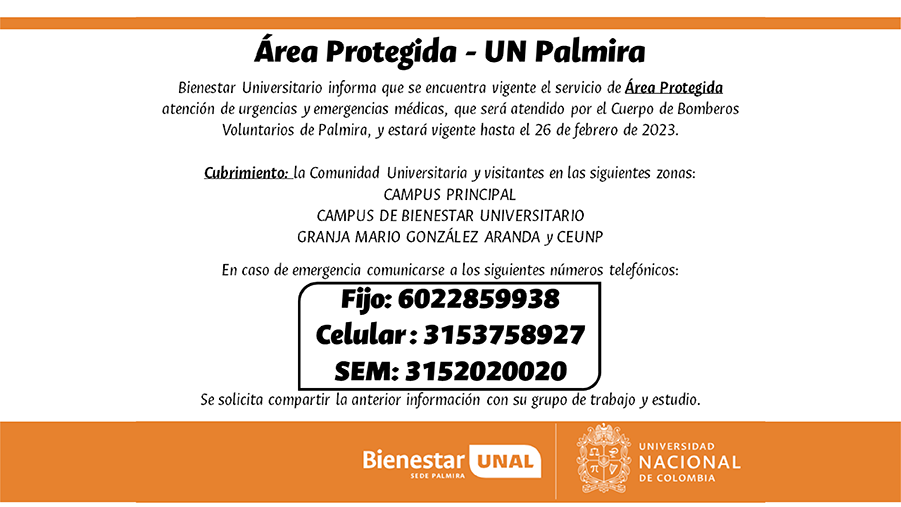 Área Protegida - UN Palmira
Bienestar Universitario informa que se encuentra vigente el servicio de Área Protegida
atención de urgencias y emergencias médicas, que será atendido por el Cuerpo de Bomberos
Voluntarios de Palmira, y estará vigente hasta el 26 de febrero de 2023.
Cubrimiento: la Comunidad Universitaria y visitantes en las siguientes zonas:
CAMPUS PRINCIPAL
CAMPUS DE BIENESTAR UNIVERSITARIO
GRANJA MARIO GONZÁLEZ ARANDA y CEUNP
En caso de emergencia comunicarse a los siguientes números telefónicos:
Fijo: 6022859938
Celular : 3153758927
SEM: 3152020020
Se solicita compartir la anterior información con su grupo de trabajo y estudio.
Bienestar UNAL
SEDE PALMIRA
UNIVERSIDAD
NACIONAL
DE COLOMBIA